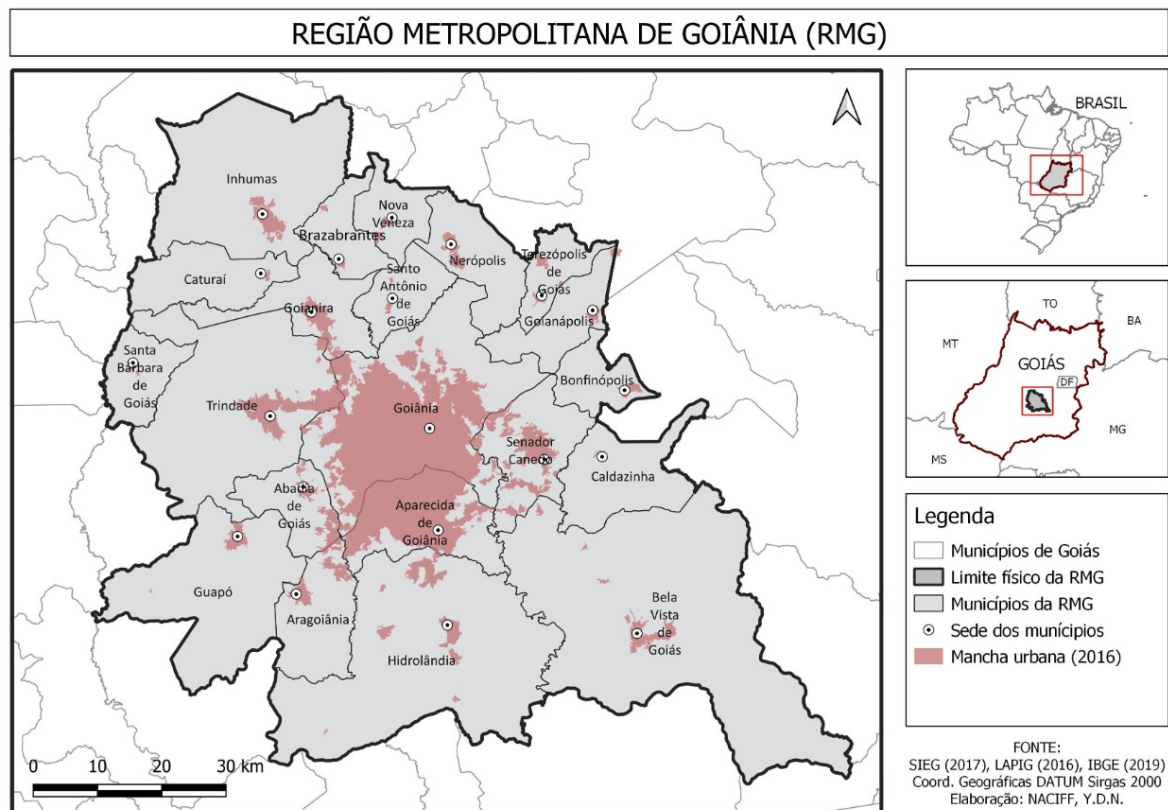 REGIÃO METROPOLITANA DE GOIÂNIA (RMG)
Inhumas
Nova
Veneza
Brazabrantes
Nerópolis
Terezópolis
de
Goiás
Caturaí
Santo
Antônio
de
Goiás
Goianira
Goianápolis
Santa
Bárbara
de
Goiás
Bonfinópolis
Trindade
Goiânia
Senador
Canedo
Caldazinha
Abadia
de
Goiás
Aparecida
de
Goiânia
Guapó
Aragoiânia
Hidrolândia
Bela
Vista de
Goiás
0 10 20 30 km
BRASIL
TO
BA
MT
GOIÁS
DF
MG
MS
Legenda
Municípios de Goiás
Limite físico da RMG
Municípios da RMG
Sede dos munícipios
Mancha urbana (2016)
FONTE:
SIEG (2017), LAPIG (2016), IBGE (2019)
Coord. Geográficas DATUM Sirgas 2000
Elaboração: NACIFF, Y.D.N.